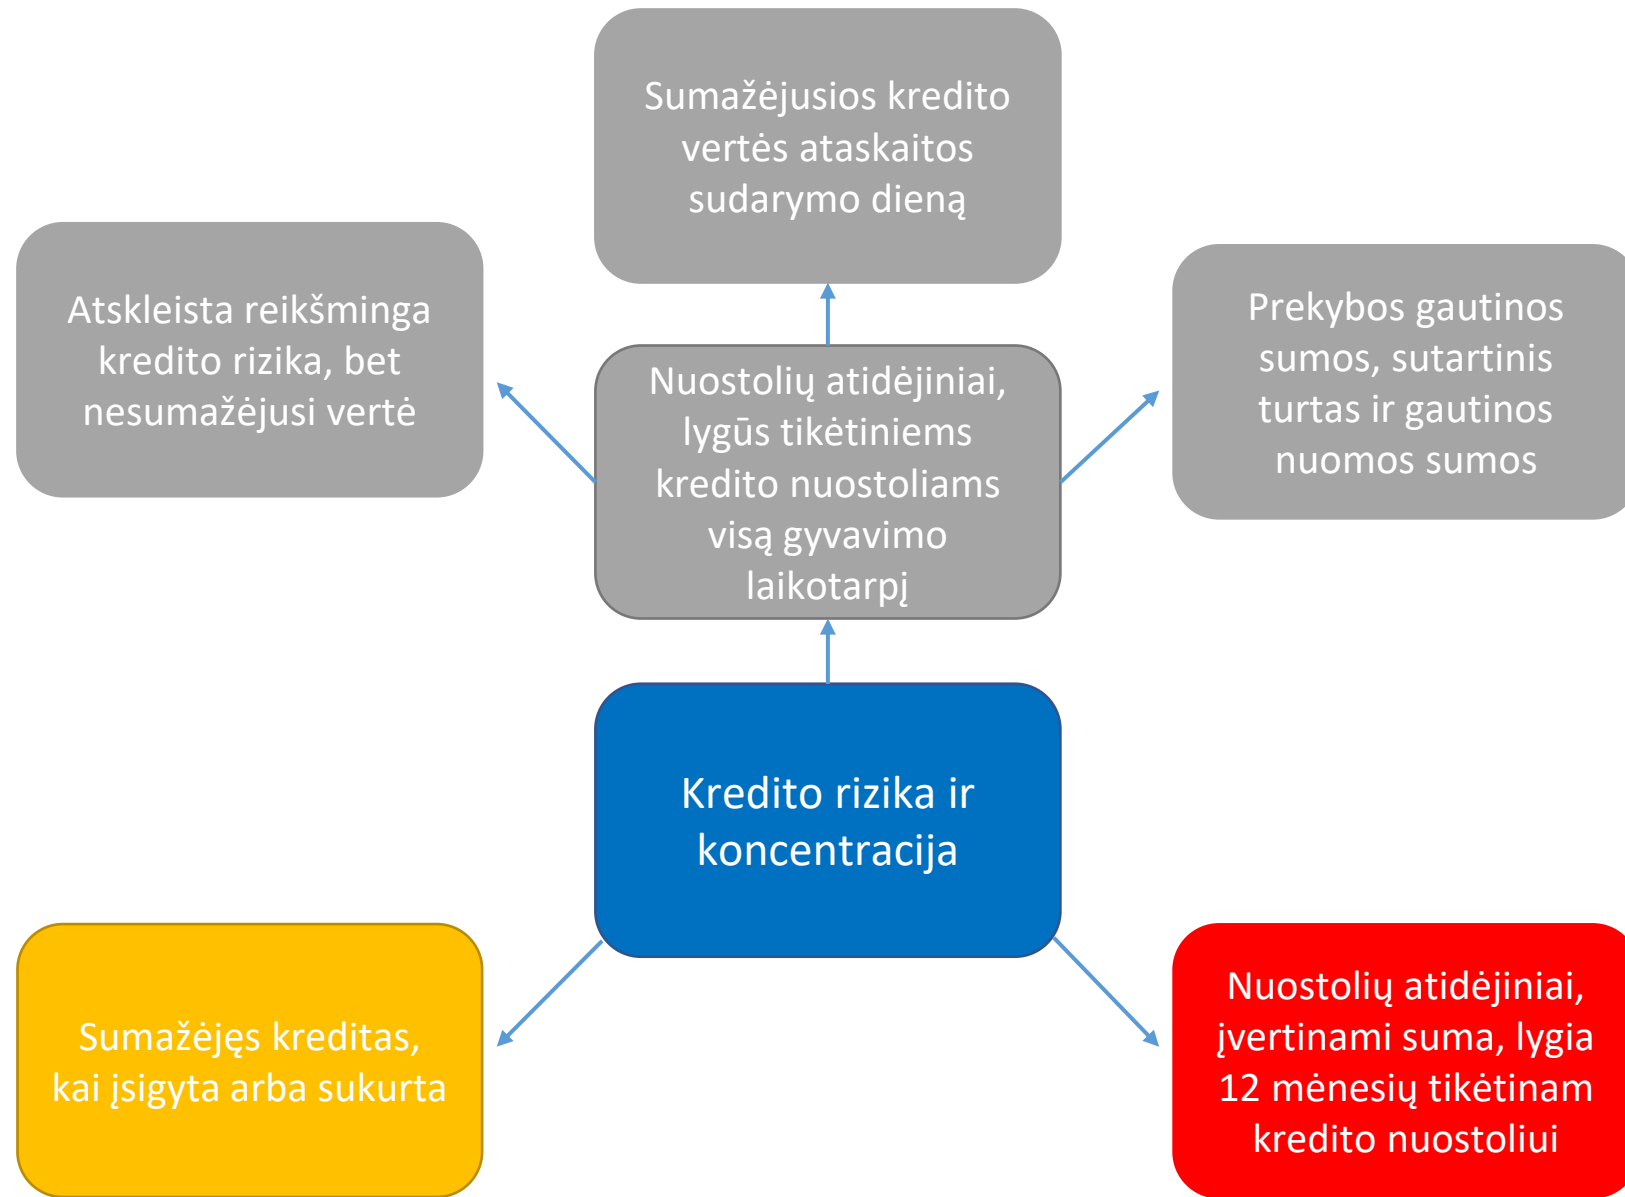 Sumažėjusios kredito
vertės ataskaitos
sudarymo dieną
Atskleista reikšminga
kredito rizika, bet
nesumažėjusi vertė
Nuostolių atidėjiniai,
lygūs tikėtiniems
kredito nuostoliams
visą gyvavimo
laikotarpį
Prekybos gautinos
sumos, sutartinis
turtas ir gautinos
nuomos sumos
Kredito rizika ir
koncentracija
Sumažėjęs kreditas,
kai įsigyta arba sukurta
Nuostolių atidėjiniai,
įvertinami suma, lygia
12 mėnesių tikėtinam
kredito nuostoliui